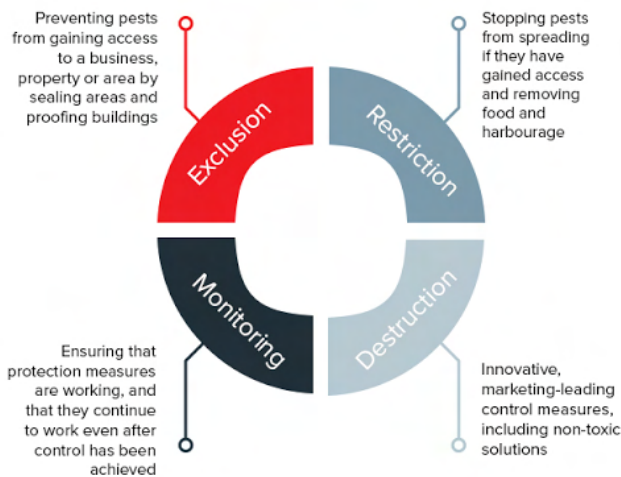 Preventing pests
from gaining access
to a business,
property or area by
sealing areas and
proofing buildings
Exclusion
Stopping pests
from spreading
if they have
gained access
and removing
food and
harbourage
Restriction
Monitoring
Ensuring that
protection measures
are working, and
that they continue
to work even after
control has been
achieved
Destruction
Innovative,
marketing-leading
control measures,
including non-toxic
solutions